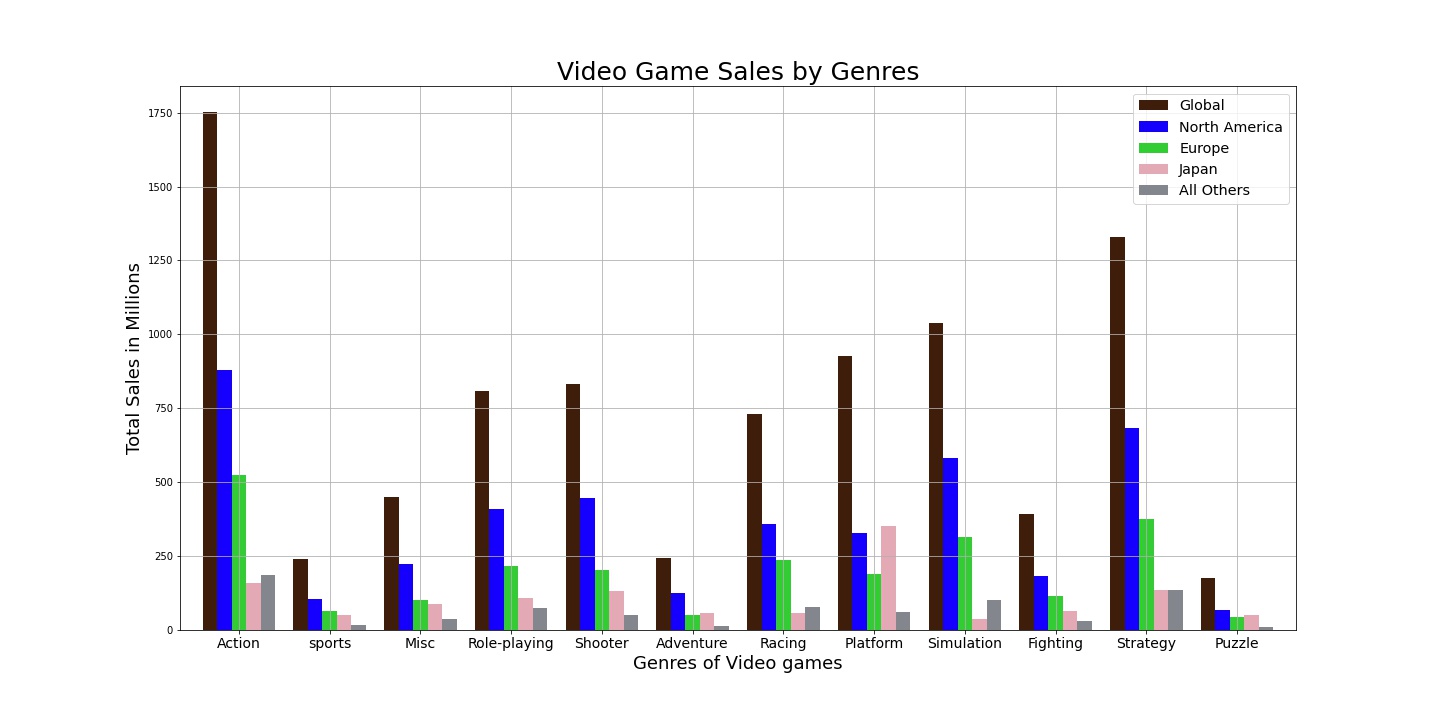 Video Game Sales by Genres
Global
North America
Europe
Japan
All Others
Total Sales in Millions
1750
1500
1250
1000
750
500
250
0
Action sports Misc Role-playing Shooter Adventure Racing Platform Simulation Fighting Strategy Puzzle
Genres of Video games